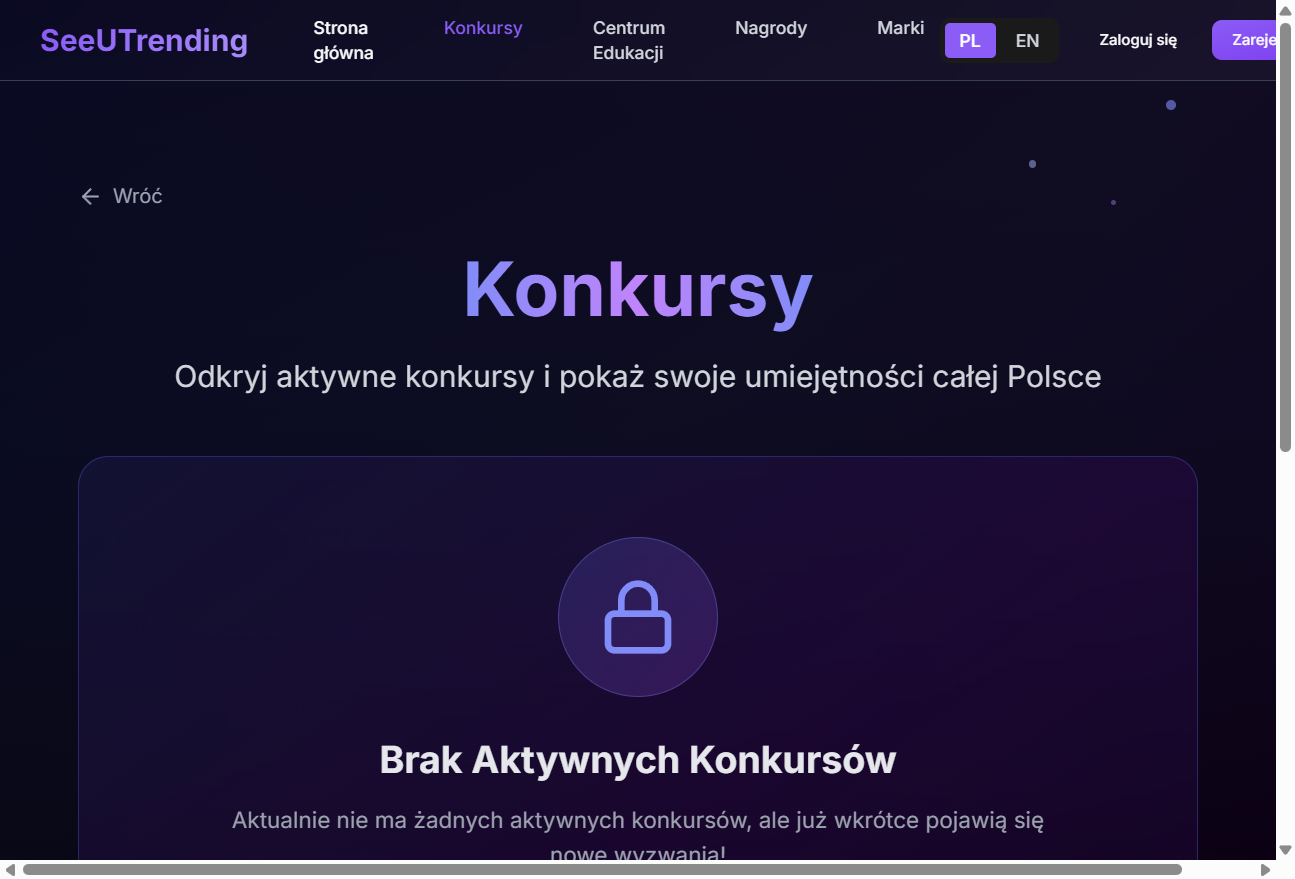 SeeUTrending
Strona główna
Konkursy
Centrum Edukacji
Nagrody
Marki
PL
EN
Zaloguj się
Wróć
Konkursy
Odkryj aktywne konkursy i pokaż swoje umiejętności całej Polsce
Brak Aktywnych Konkursów
Aktualnie nie ma żadnych aktywnych konkursów, ale już wkrótce pojawią się
nowe wyzwania!